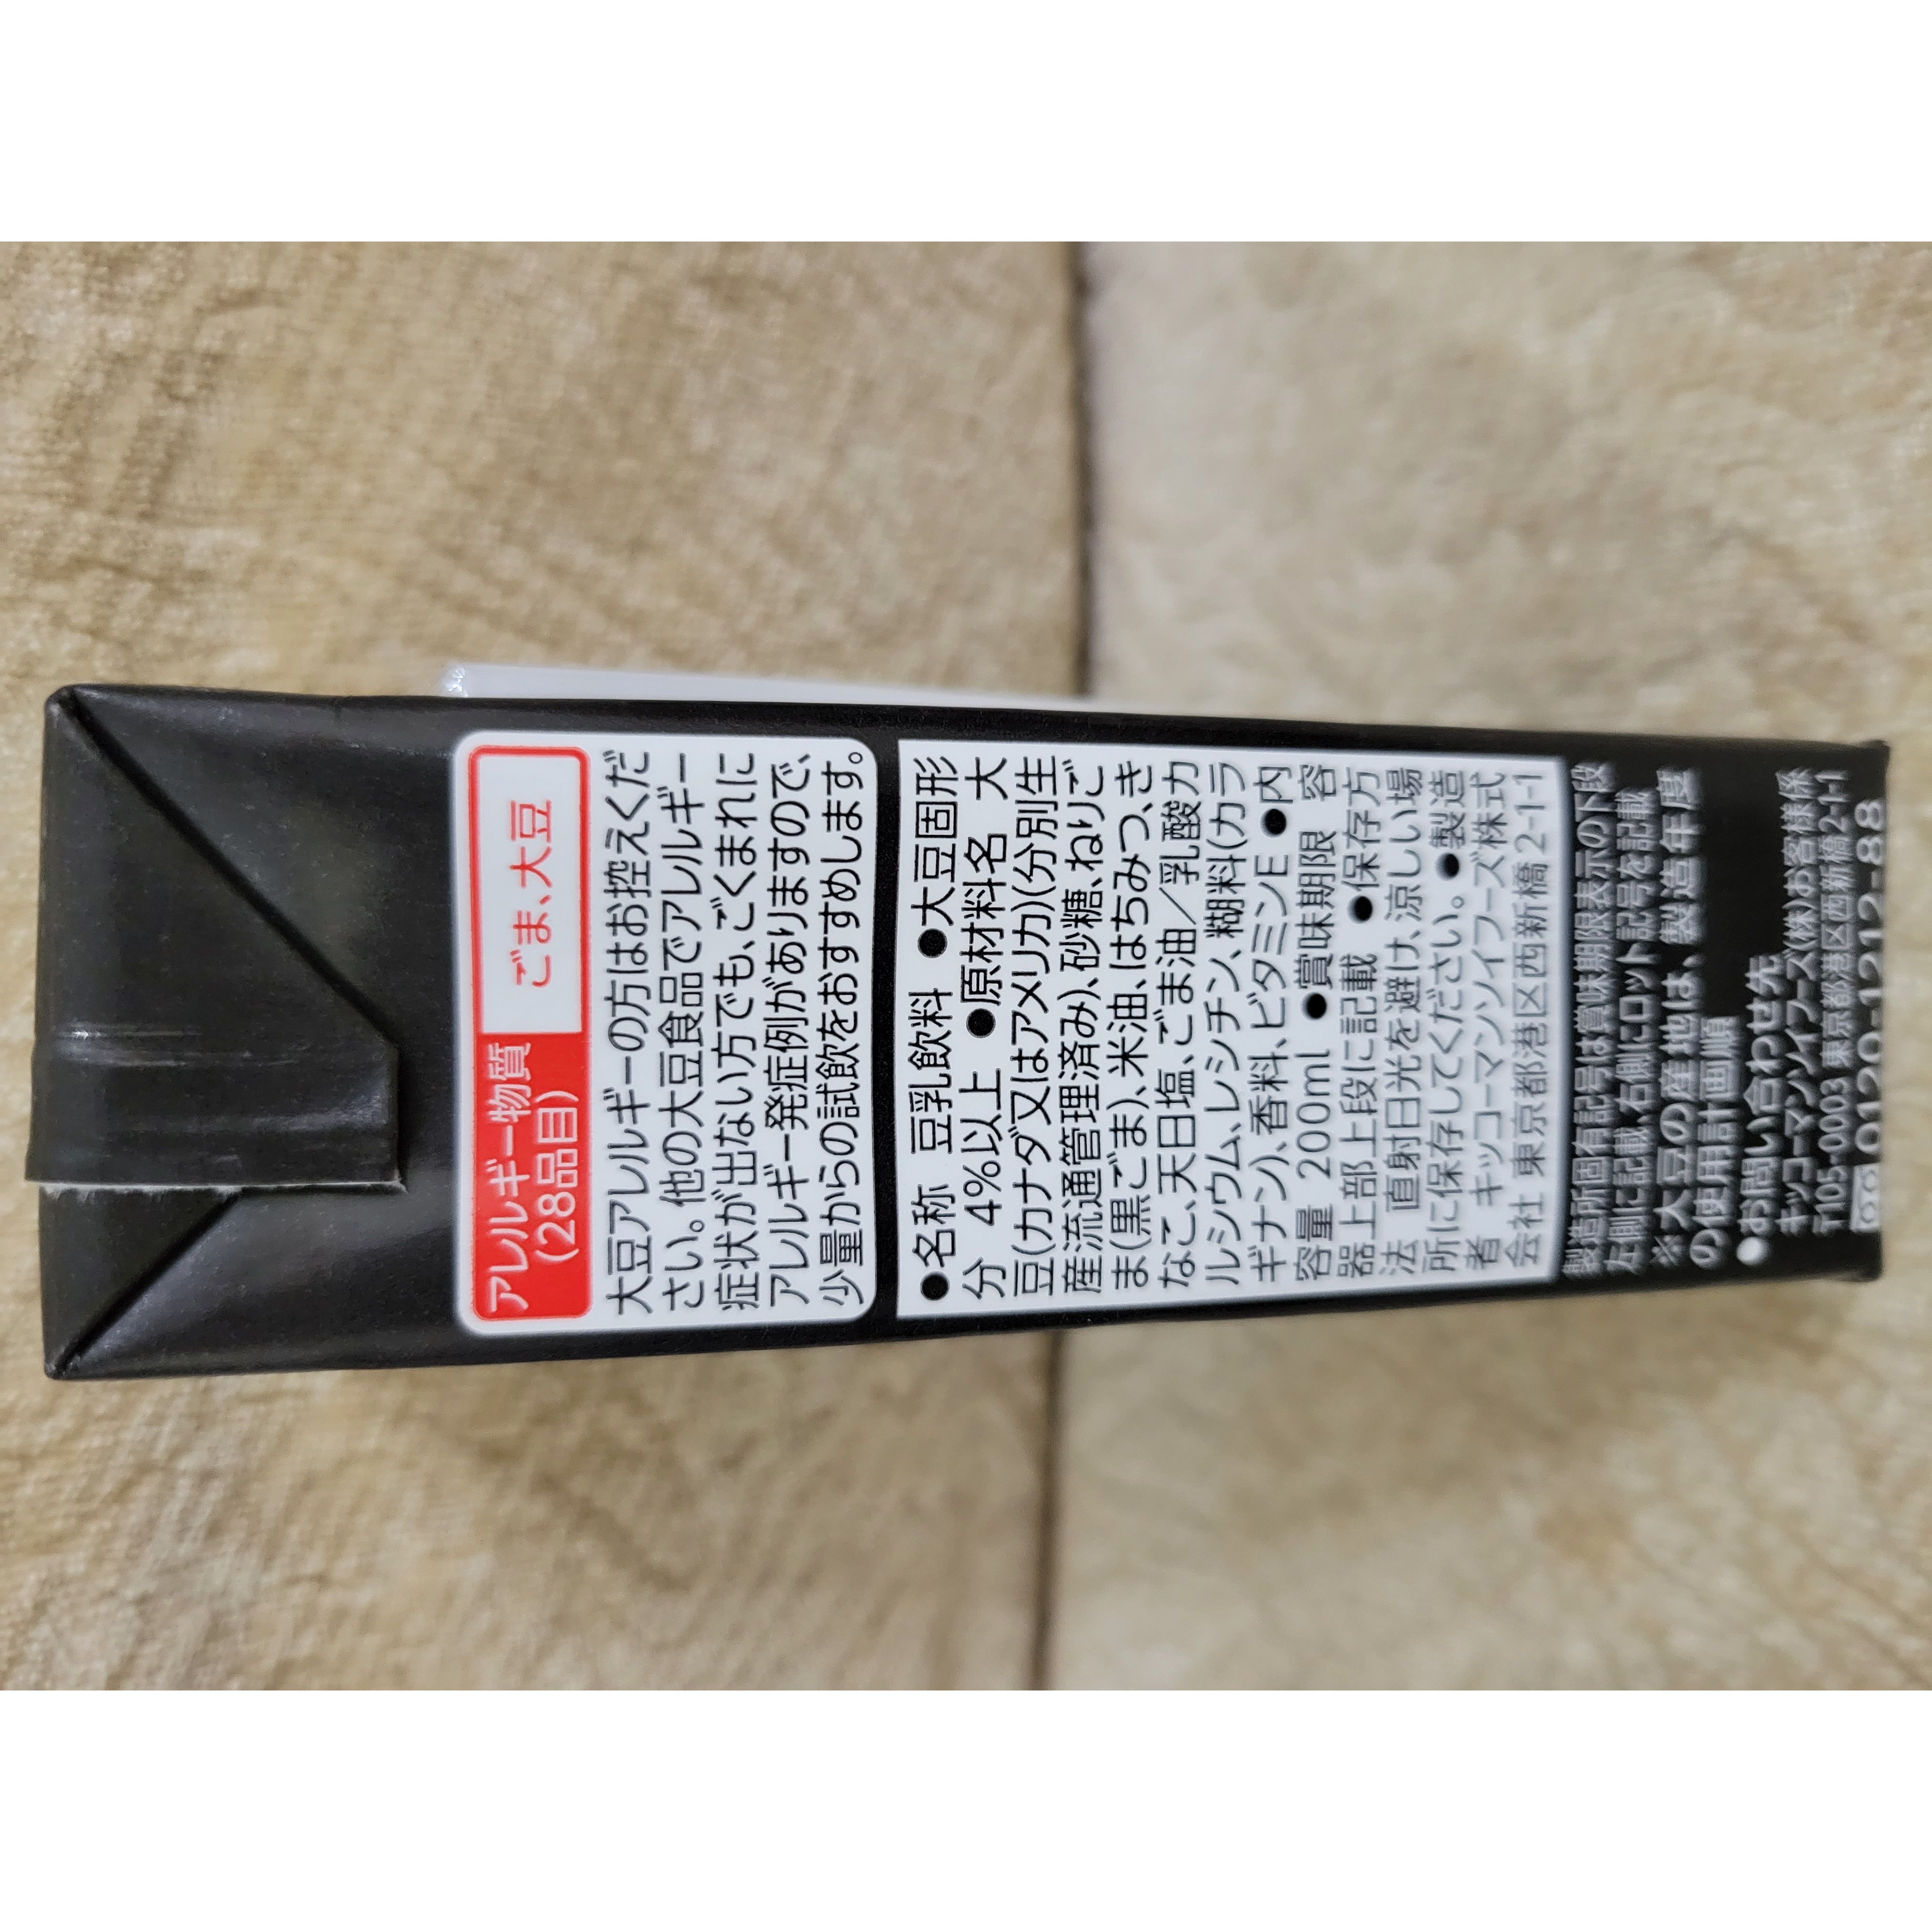 アレルギー物質
(28品目)
ごま、大豆
大豆アレルギーの方はお控えくだ
さい。他の大豆食品でアレルギー
症状が出ない方でも、ごくまれに
アレルギー発症例がありますので、
少量からの試飲をおすすめします。
●名称 豆乳飲料 ●大豆固形
分 4%以上 ●原材料名 大
豆(カナダ又はアメリカ)(分別生
産流通管理済み)、砂糖、ねりご
ま(黒ごま)、米油、はちみつ、き
なこ、天日塩、ごま油／乳酸カ
ルシウム、レシチン、糊料(カラ
ギナン)、香料、ビタミンE ●内
容量 200ml ●賞味期限 容
器上部上段に記載 ●保存方
法 直射日光を避け、涼しい場
所に保存してください。●製造
者 キッコーマンソイフーズ株式
会社 東京都港区西新橋2-1-1
製造所固有記号は賞味期限表示の下段
左側に記載、右側にロット記号を記載
※大豆の産地は、製造年度
の使用計画順
●お問い合わせ先
キッコーマンソイフーズ(株)お客様係
〒105-0003 東京都港区西新橋2-1-1
0120-1212-88